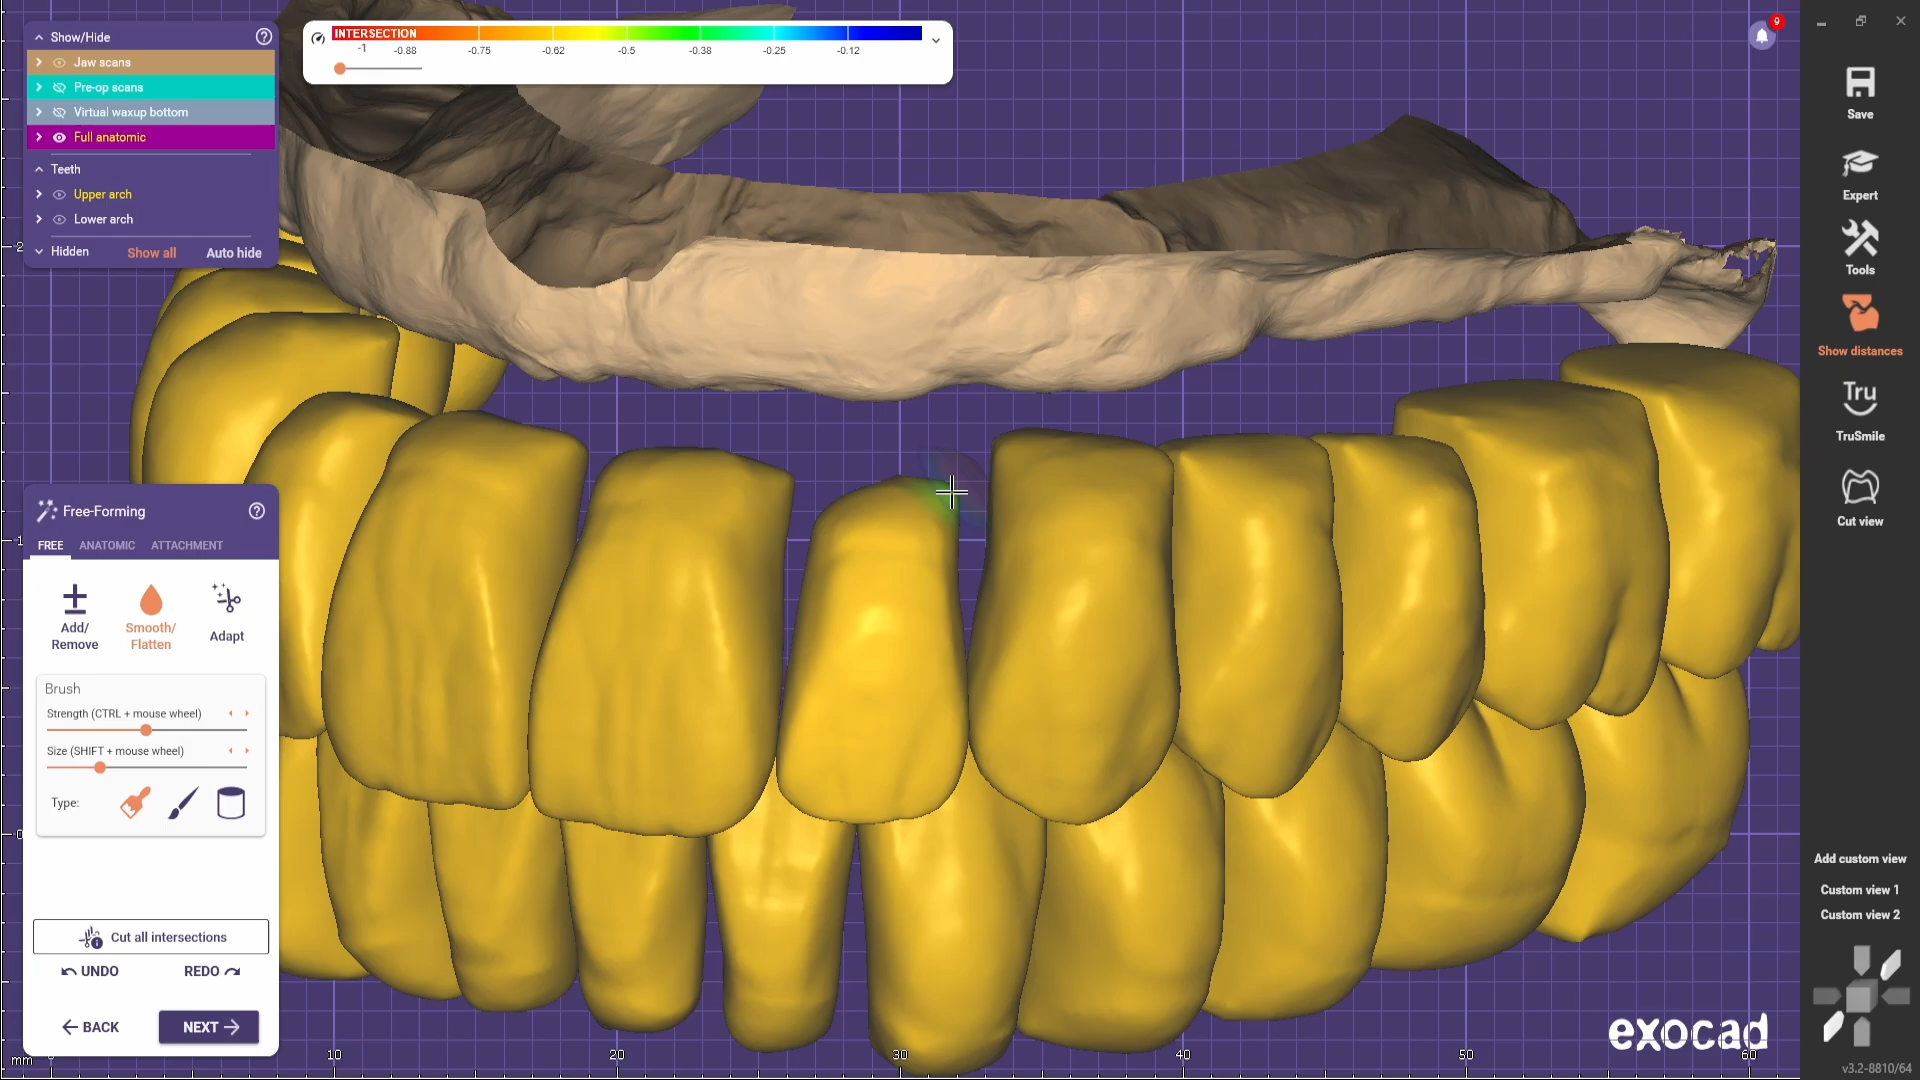 Show/Hide
Jaw scans
Pre-op scans
Virtual waxup bottom
Full anatomic
Teeth
Upper arch
Lower arch
Hidden Show all Auto hide
INTERSECTION
-1 -0.88 -0.75 -0.62 -0.5 -0.38 -0.25 -0.12
9
Save
Expert
Tools
Show distances
Tru
TruSmile
Cut view
Free-Forming
FREE ANATOMIC ATTACHMENT
Add/
Remove
Smooth/
Flatten
Adapt
Brush
Strength (CTRL + mouse wheel)
Size (SHIFT + mouse wheel)
Type:
Cut all intersections
UNDO REDO
BACK NEXT
Add custom view
Custom view 1
Custom view 2
exocad
v3.2-8810/64
2
1
0
mm 10 20 30 40 50 60